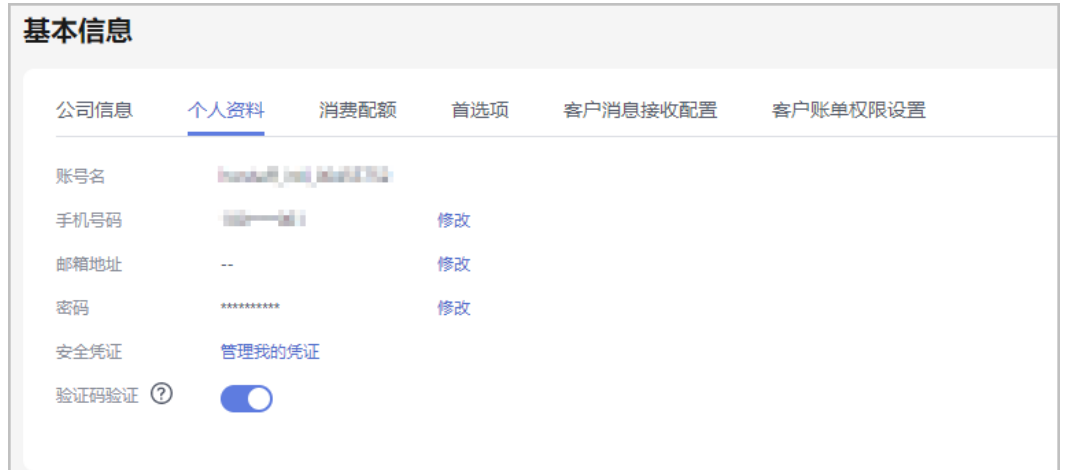 基本信息
公司信息 个人资料 消费配额 首选项 客户消息接收配置 客户账单权限设置
账号名
手机号码 修改
邮箱地址 -- 修改
密码 ********** 修改
安全凭证 管理我的凭证
验证码验证 ?